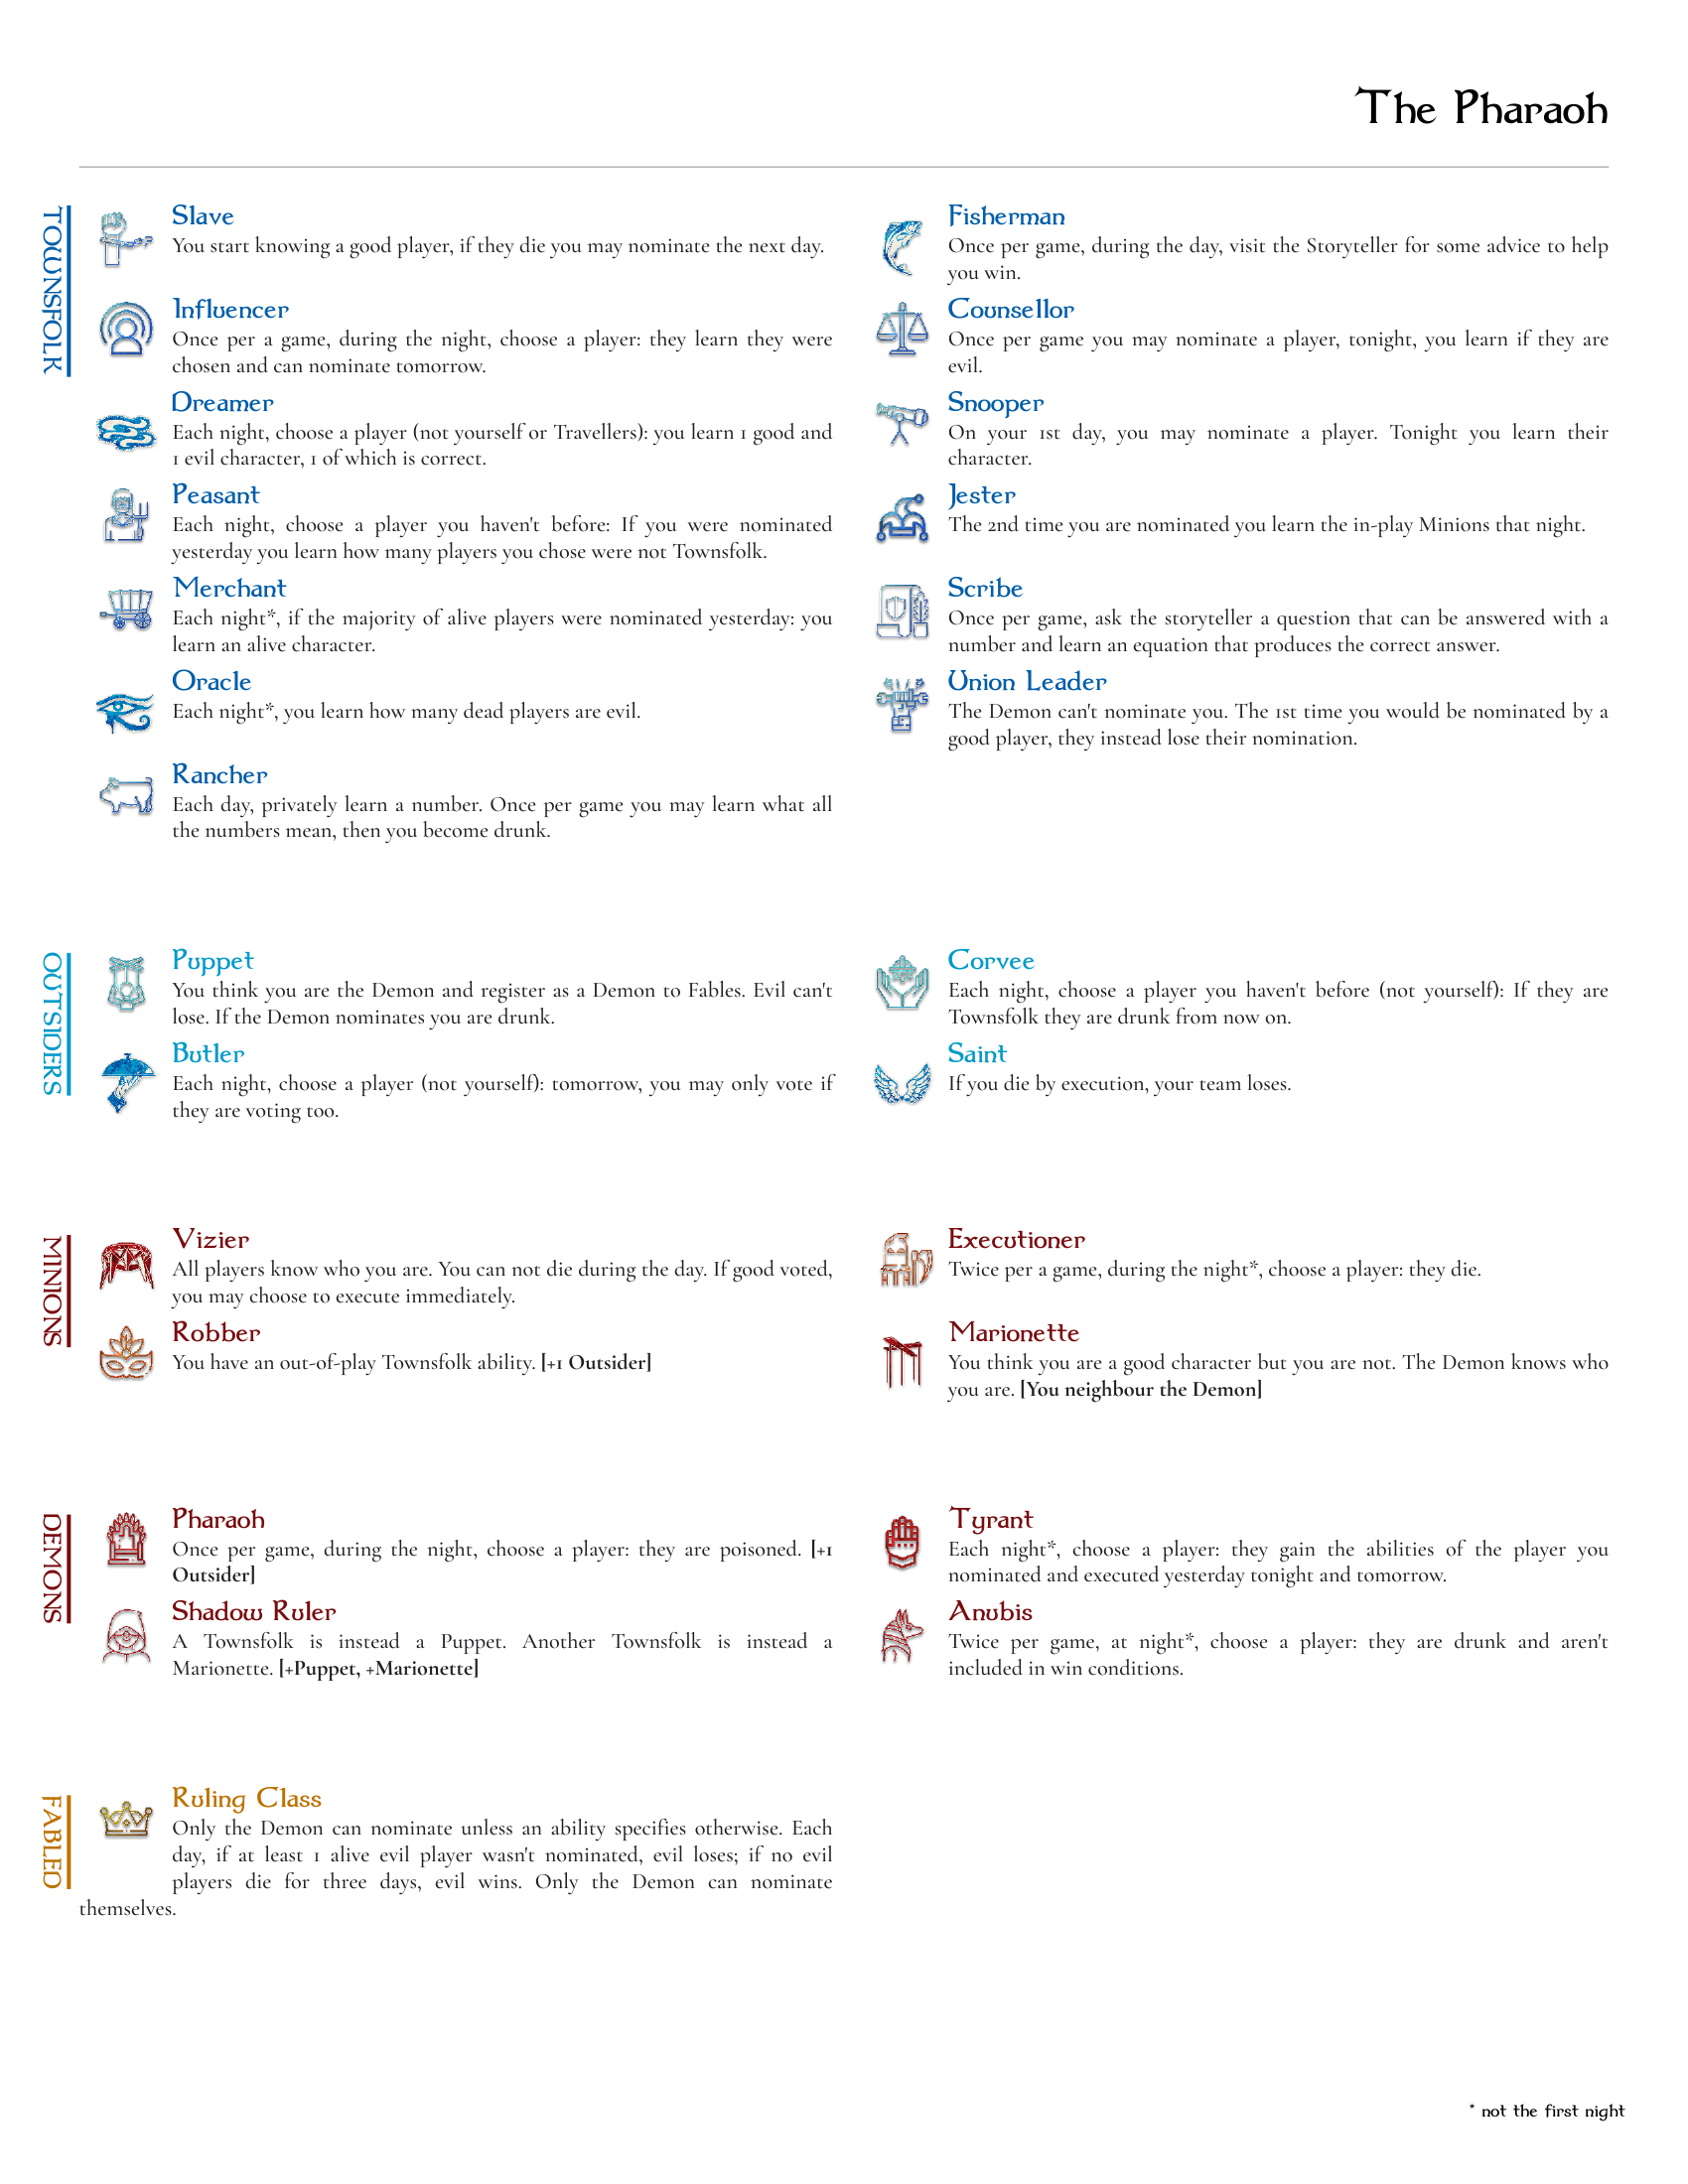 The Pharaoh
TOWNSFOLK
Slave
You start knowing a good player, if they die you may nominate the next day.
Influencer
Once per a game, during the night, choose a player: they learn they were
chosen and can nominate tomorrow.
Dreamer
Each night, choose a player (not yourself or Travellers): you learn 1 good and
1 evil character, 1 of which is correct.
Peasant
Each night, choose a player you haven't before: If you were nominated
yesterday you learn how many players you chose were not Townsfolk.
Merchant
Each night*, if the majority of alive players were nominated yesterday: you
learn an alive character.
Oracle
Each night*, you learn how many dead players are evil.
Rancher
Each day, privately learn a number. Once per game you may learn what all
the numbers mean, then you become drunk.
Fisherman
Once per game, during the day, visit the Storyteller for some advice to help
you win.
Counsellor
Once per game you may nominate a player, tonight, you learn if they are
evil.
Snooper
On your 1st day, you may nominate a player. Tonight you learn their
character.
Jester
The 2nd time you are nominated you learn the in-play Minions that night.
Scribe
Once per game, ask the storyteller a question that can be answered with a
number and learn an equation that produces the correct answer.
Union Leader
The Demon can't nominate you. The 1st time you would be nominated by a
good player, they instead lose their nomination.
OUTSIDERS
Puppet
You think you are the Demon and register as a Demon to Fables. Evil can't
lose. If the Demon nominates you are drunk.
Butler
Each night, choose a player (not yourself): tomorrow, you may only vote if
they are voting too.
Corvee
Each night, choose a player you haven't before (not yourself): If they are
Townsfolk they are drunk from now on.
Saint
If you die by execution, your team loses.
MINIONS
Vizier
All players know who you are. You can not die during the day. If good voted,
you may choose to execute immediately.
Robber
You have an out-of-play Townsfolk ability. [+1 Outsider]
Executioner
Twice per a game, during the night*, choose a player: they die.
Marionette
You think you are a good character but you are not. The Demon knows who
you are. [You neighbour the Demon]
DEMONS
Pharaoh
Once per game, during the night, choose a player: they are poisoned. [+1
Outsider]
Shadow Ruler
A Townsfolk is instead a Puppet. Another Townsfolk is instead a
Marionette. [+Puppet, +Marionette]
Tyrant
Each night*, choose a player: they gain the abilities of the player you
nominated and executed yesterday tonight and tomorrow.
Anubis
Twice per game, at night*, choose a player: they are drunk and aren't
included in win conditions.
FABLED
Ruling Class
Only the Demon can nominate unless an ability specifies otherwise. Each
day, if at least 1 alive evil player wasn't nominated, evil loses; if no evil
players die for three days, evil wins. Only the Demon can nominate
themselves.
* not the first night